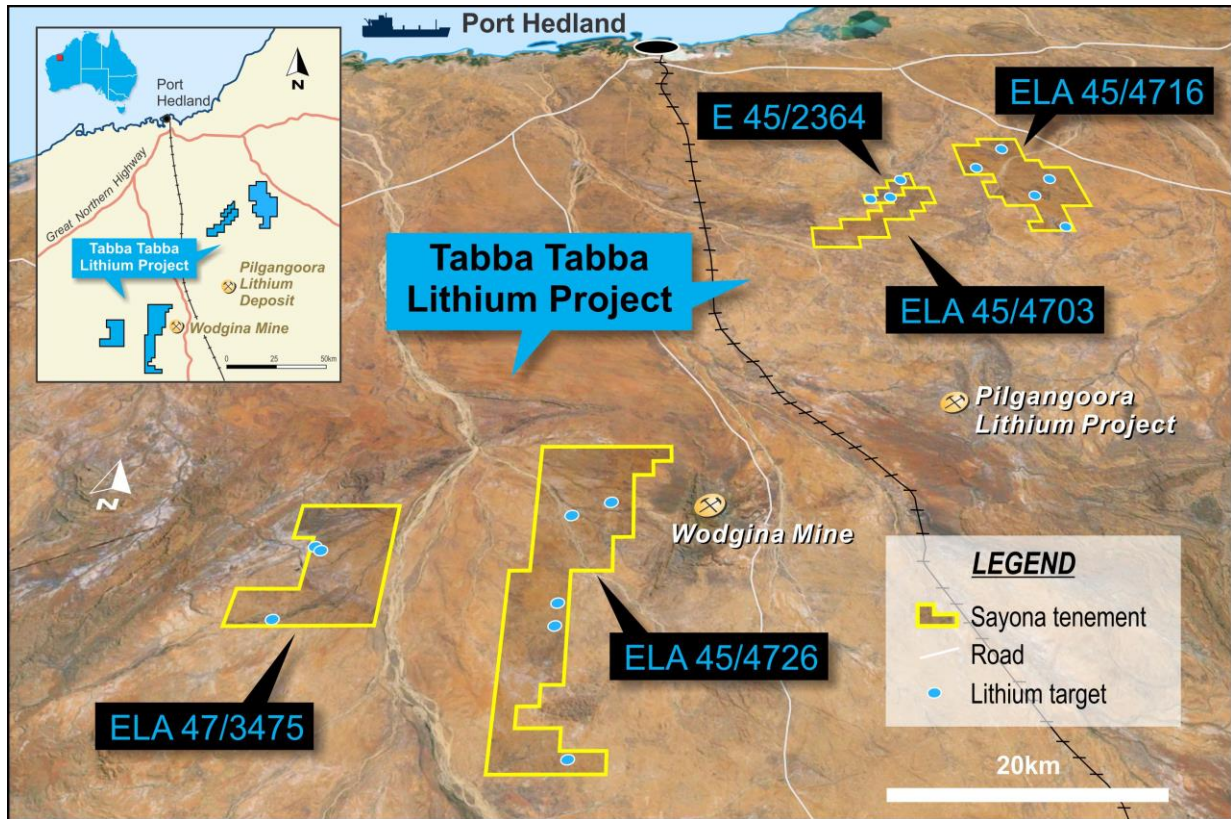 Port Hedland
N
Port
Hedland
Great Northern Highway
Tabba Tabba
Lithium Project
Pilgangoora
Lithium
Deposit
Wodgina Mine
0 25 50km
E 45/2364
ELA 45/4716
Tabba Tabba
Lithium Project
ELA 45/4703
Pilgangoora
Lithium Project
N
Wodgina Mine
ELA 45/4726
ELA 47/3475
LEGEND
Sayona tenement
Road
Lithium target
20km